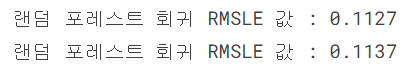 랜덤 포레스트 회귀 RMSLE 값 : 0.1127
랜덤 포레스트 회귀 RMSLE 값 : 0.1137